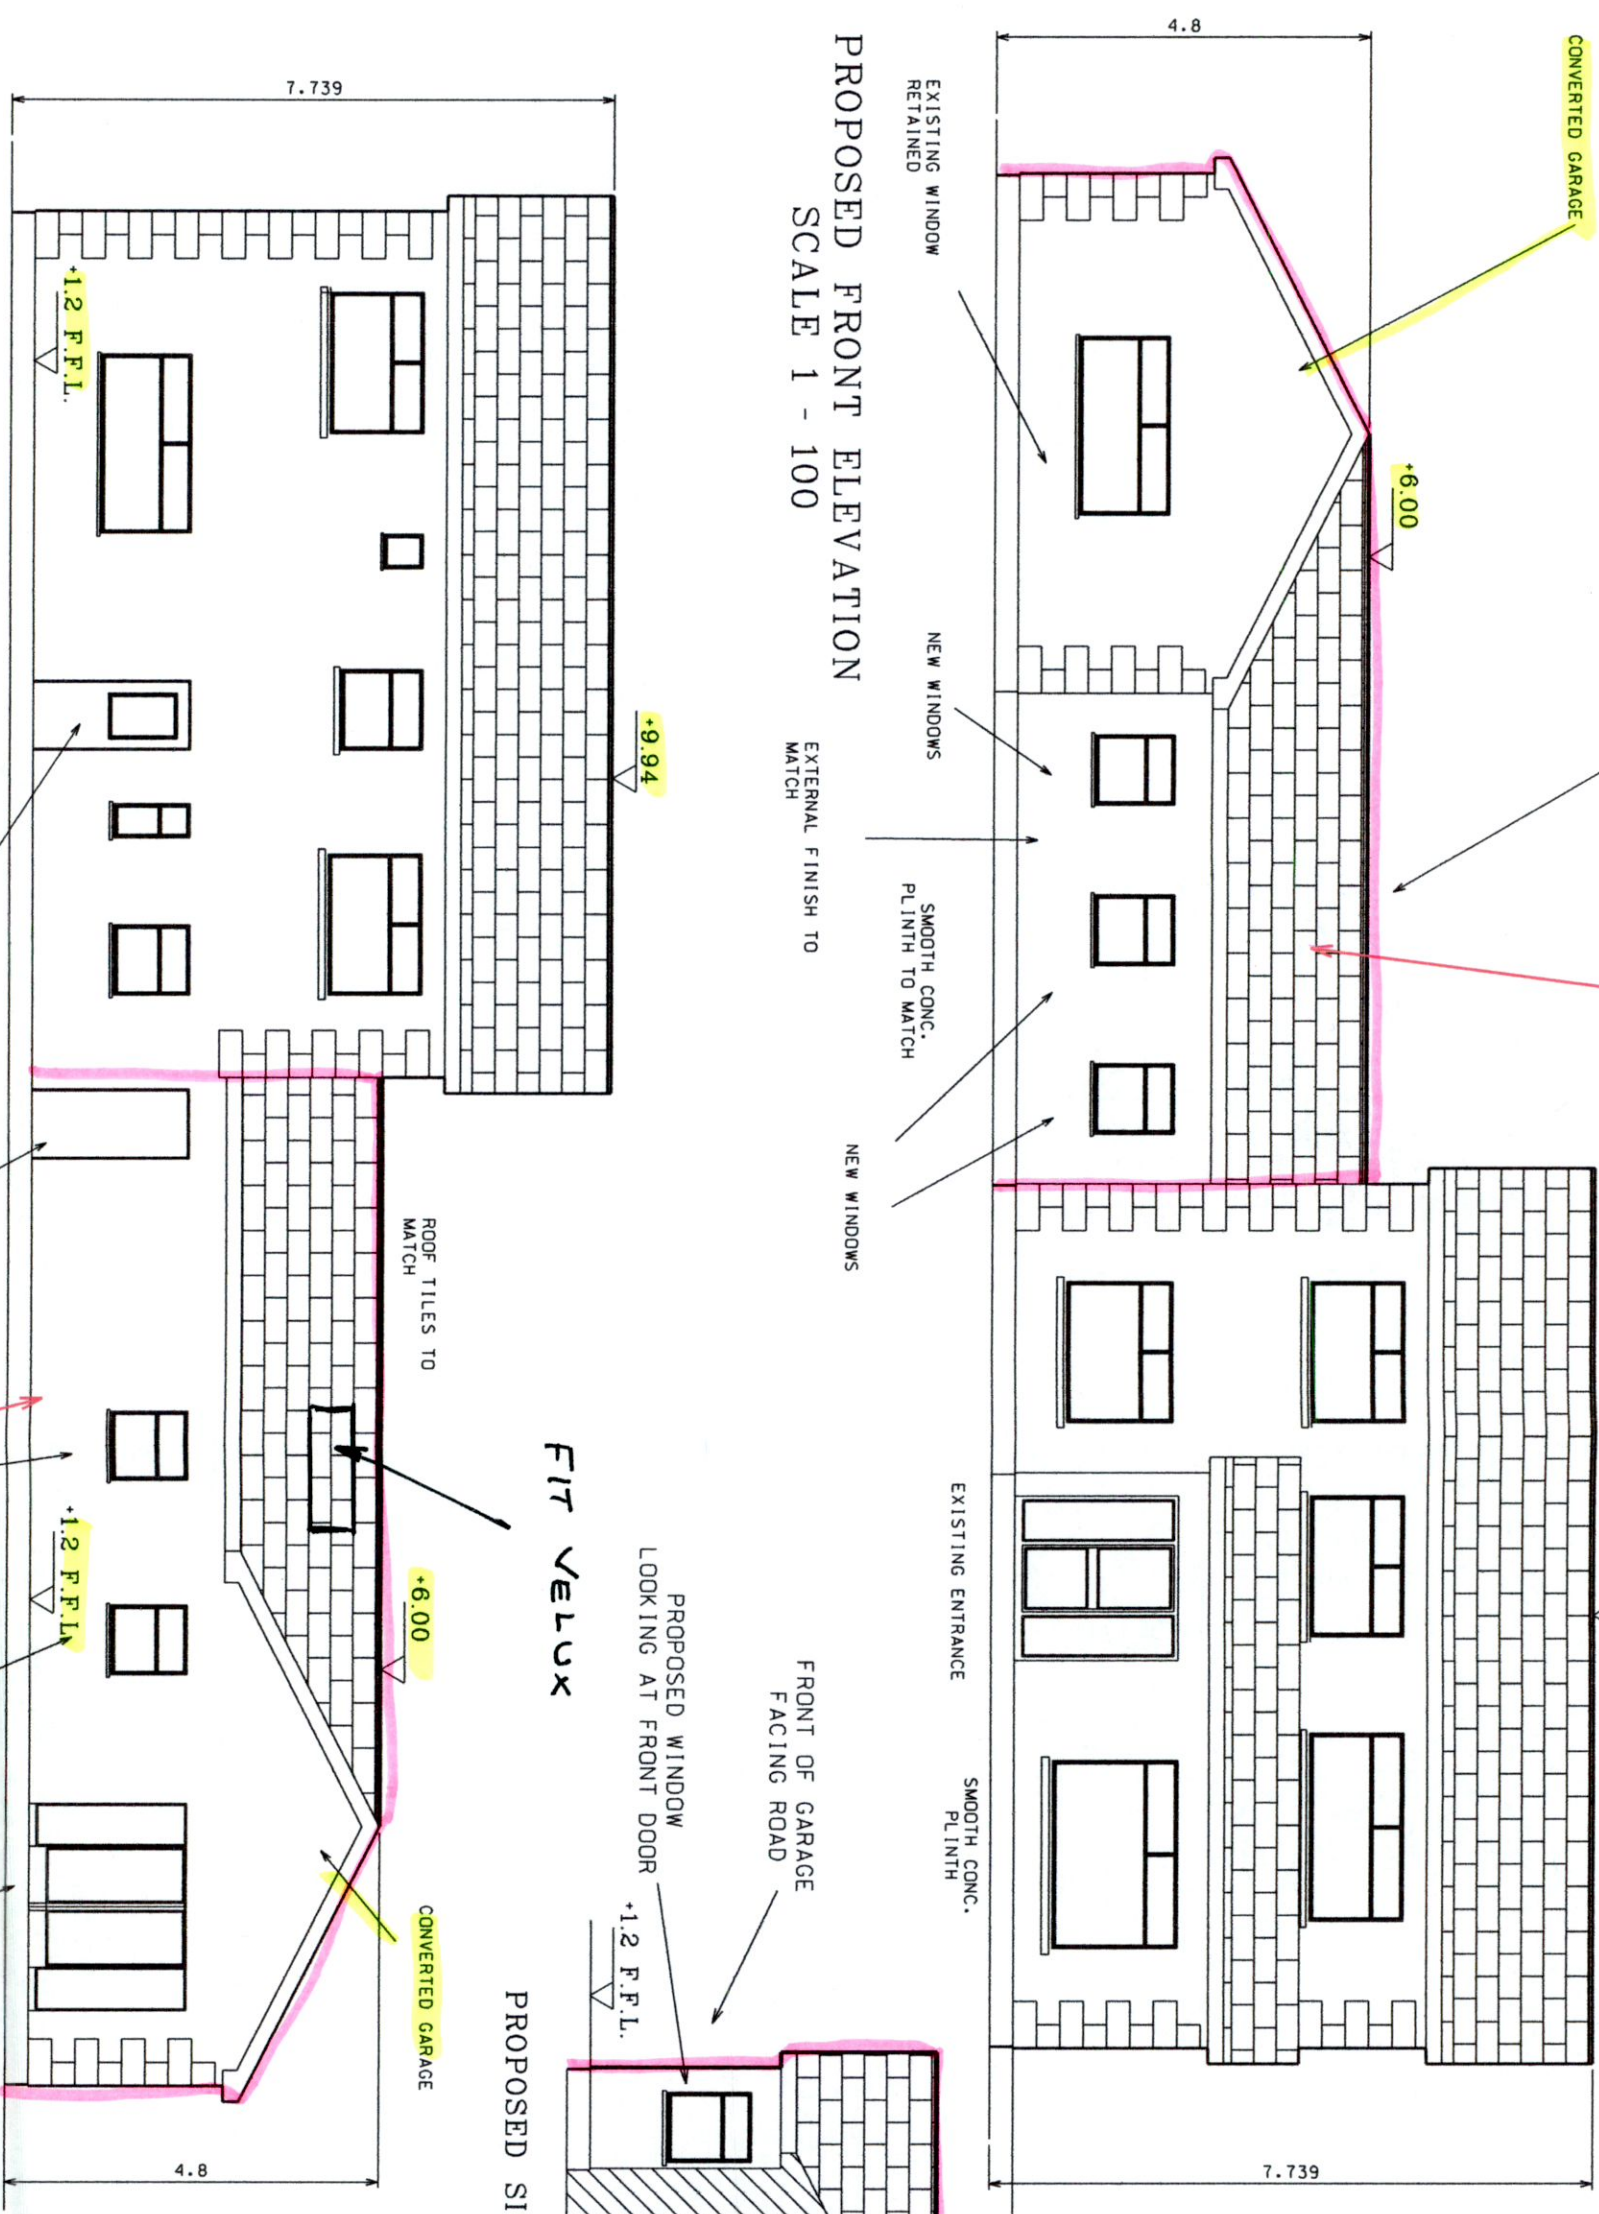 CONVERTED GARAGE
4.8
+6.00
EXISTING WINDOW
RETAINED
NEW WINDOWS
SMOOTH CONC.
PLINTH TO MATCH
NEW WINDOWS
EXISTING ENTRANCE
SMOOTH CONC.
PLINTH
7.739
PROPOSED FRONT ELEVATION
SCALE 1 - 100
EXTERNAL FINISH TO
MATCH
FRONT OF GARAGE
FACING ROAD
PROPOSED WINDOW
LOOKING AT FRONT DOOR
+1.2 F.F.L.
+9.94
FIT VELUX
PROPOSED SI
7.739
ROOF TILES TO
MATCH
+6.00
CONVERTED GARAGE
+1.2 F.F.L.
+1.2 F.F.L.
4.8